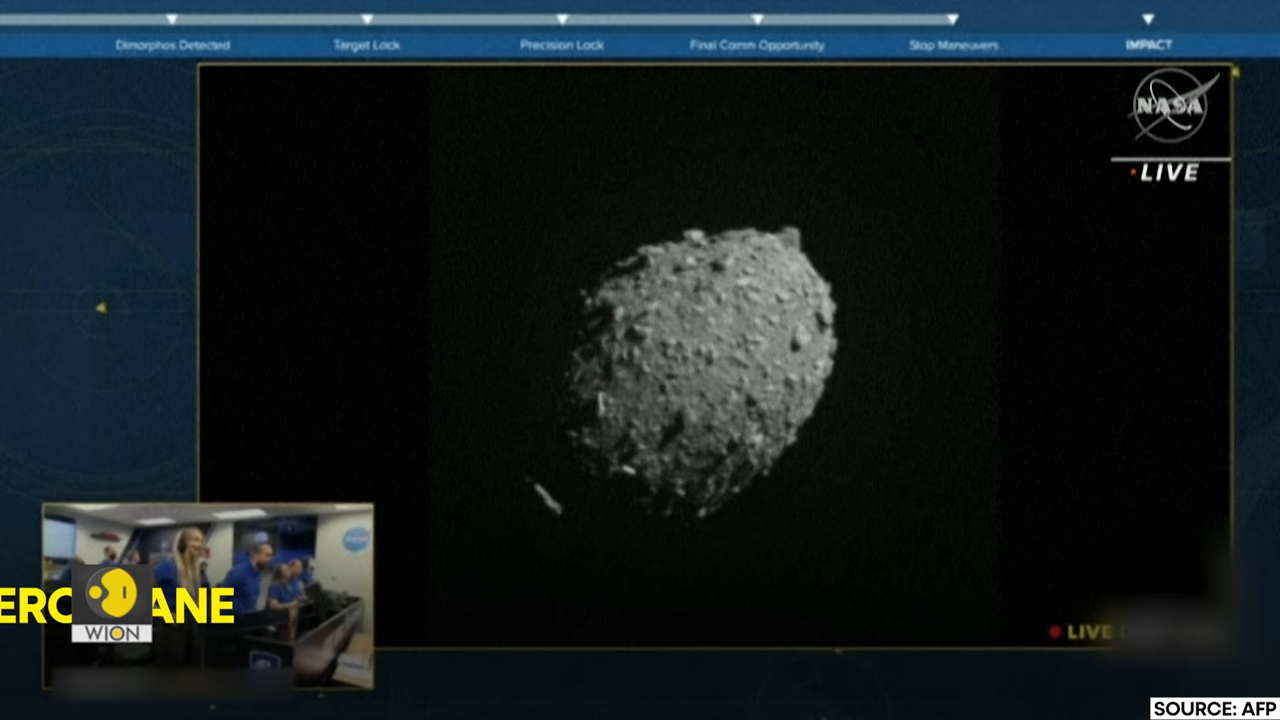 Dimorphos Detected
Target Lock
Precision Lock
Final Comm Opportunity
Stop Maneuvers
IMPACT
NASA
LIVE
LIVE
WION
SOURCE: AFP